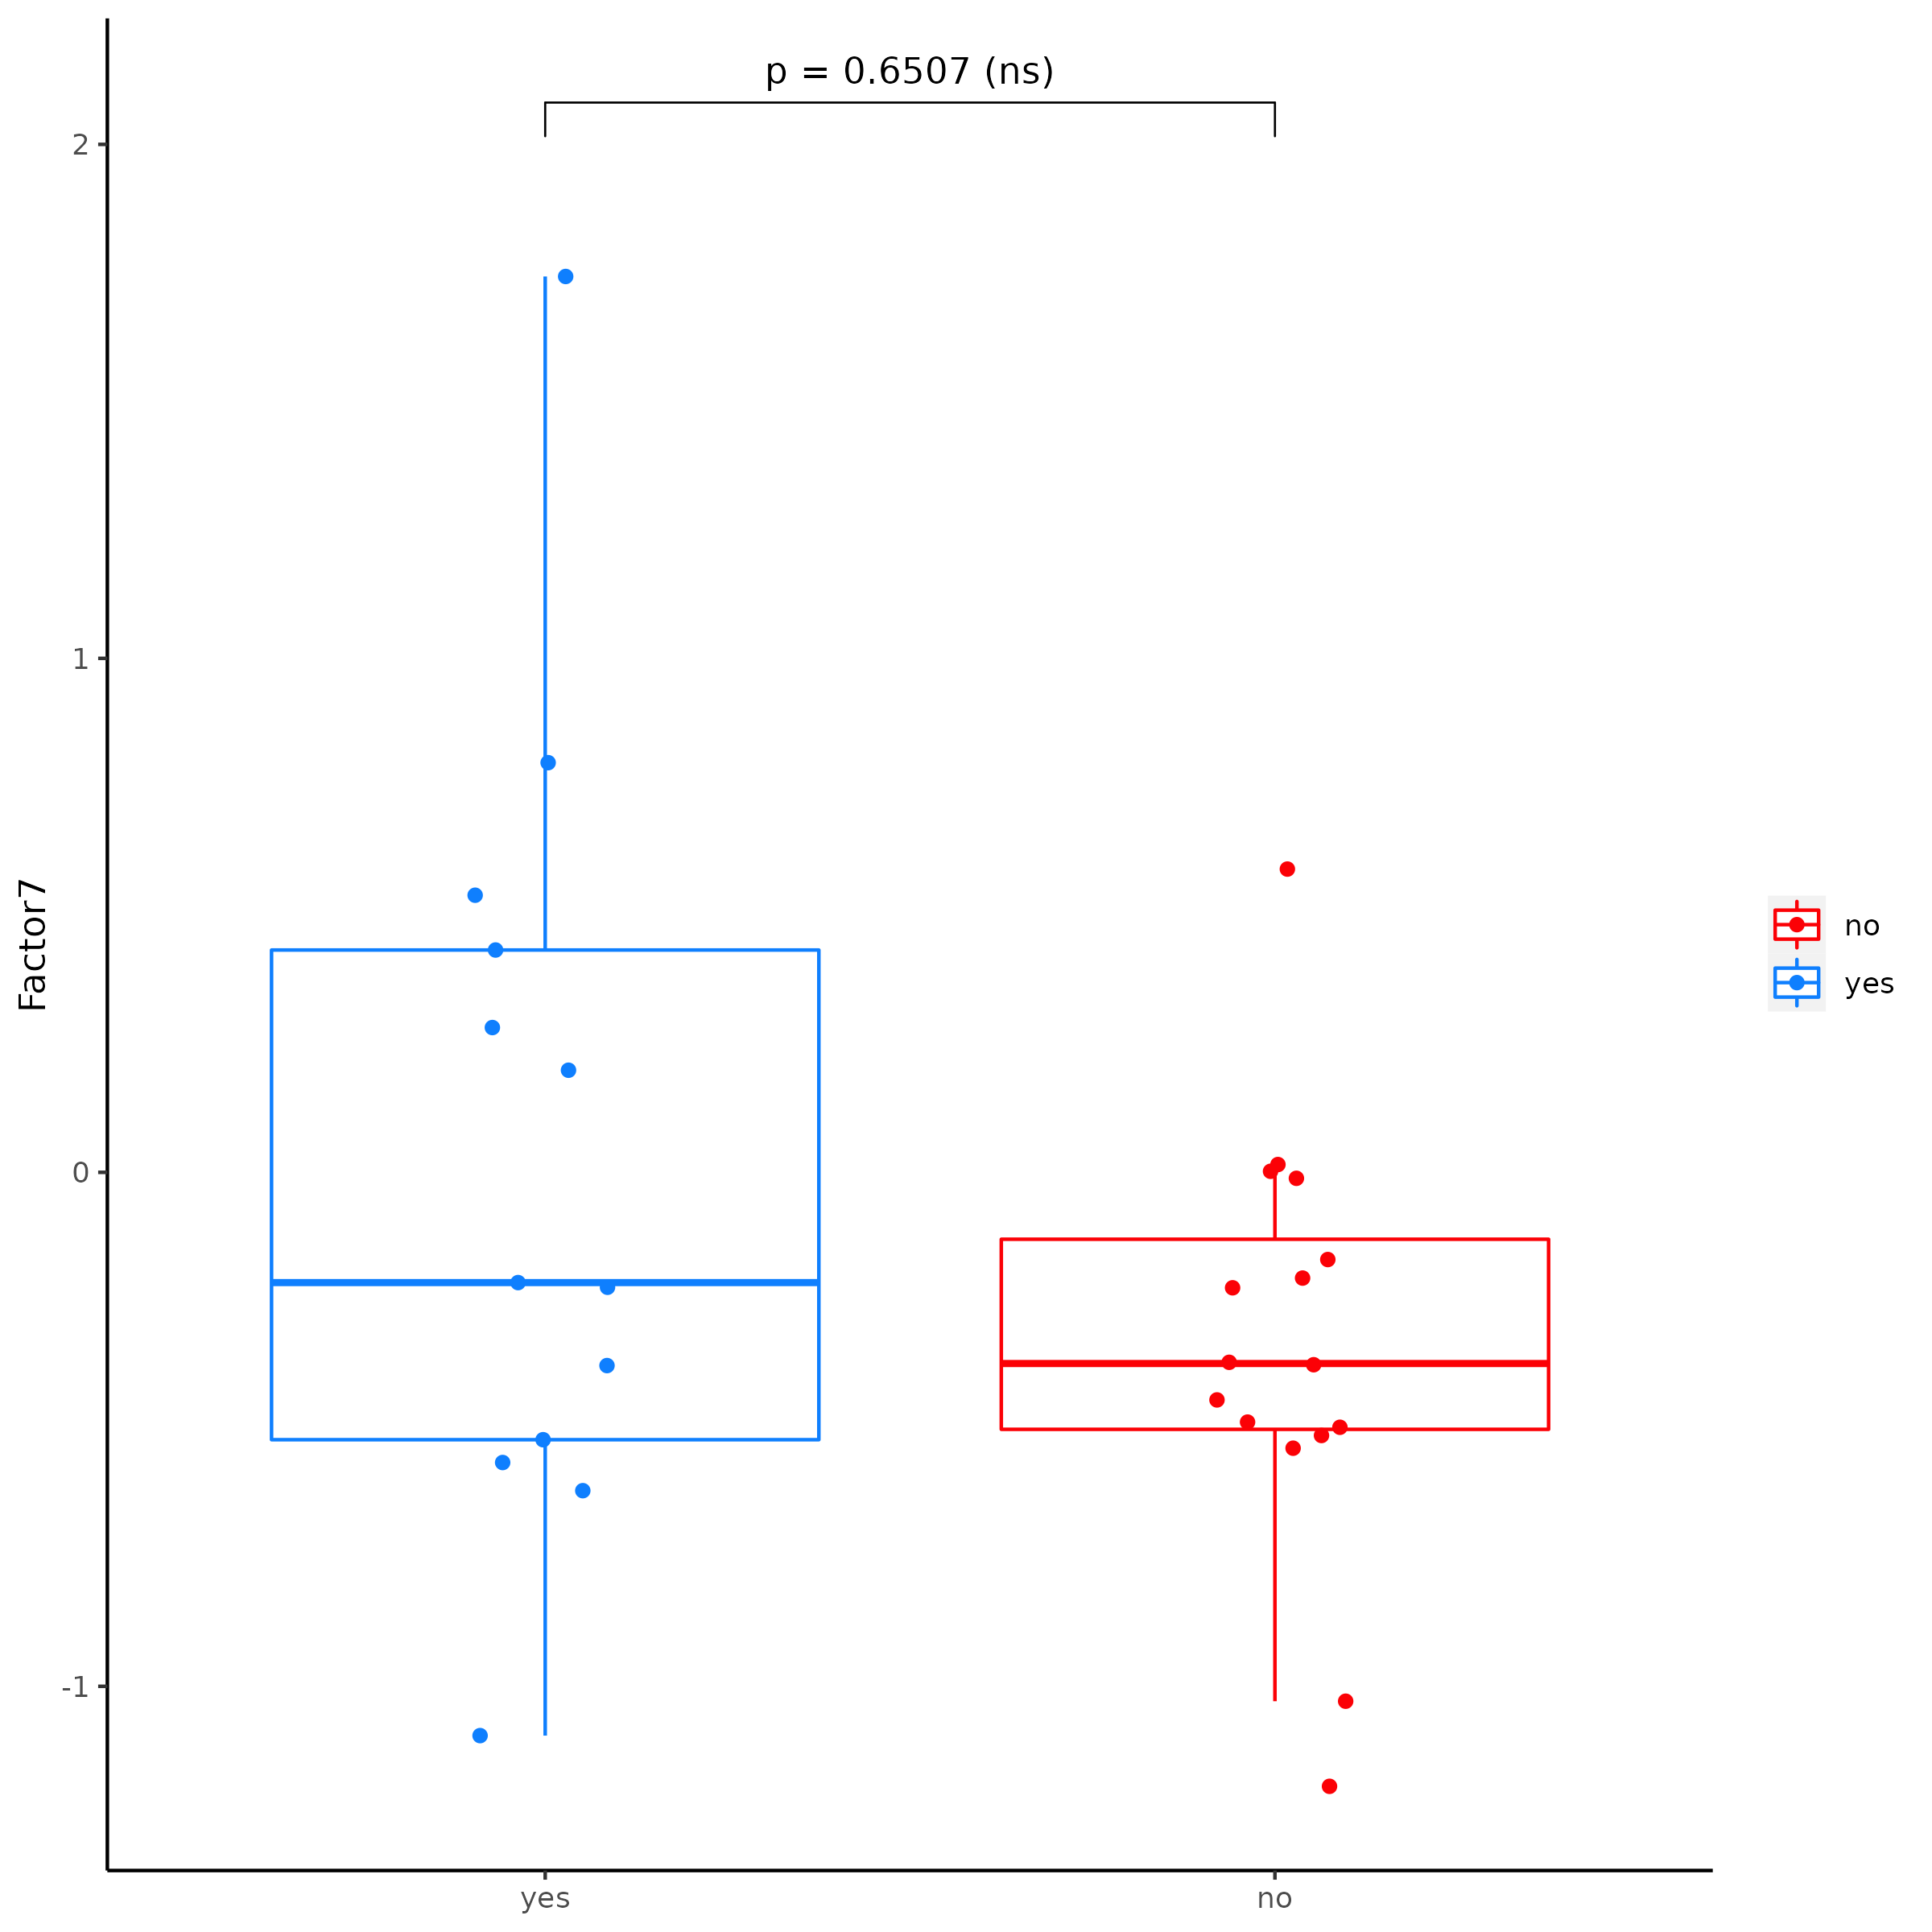 p = 0.6507 (ns)
2
1
0
-1
Factor7
yes
no
no
yes